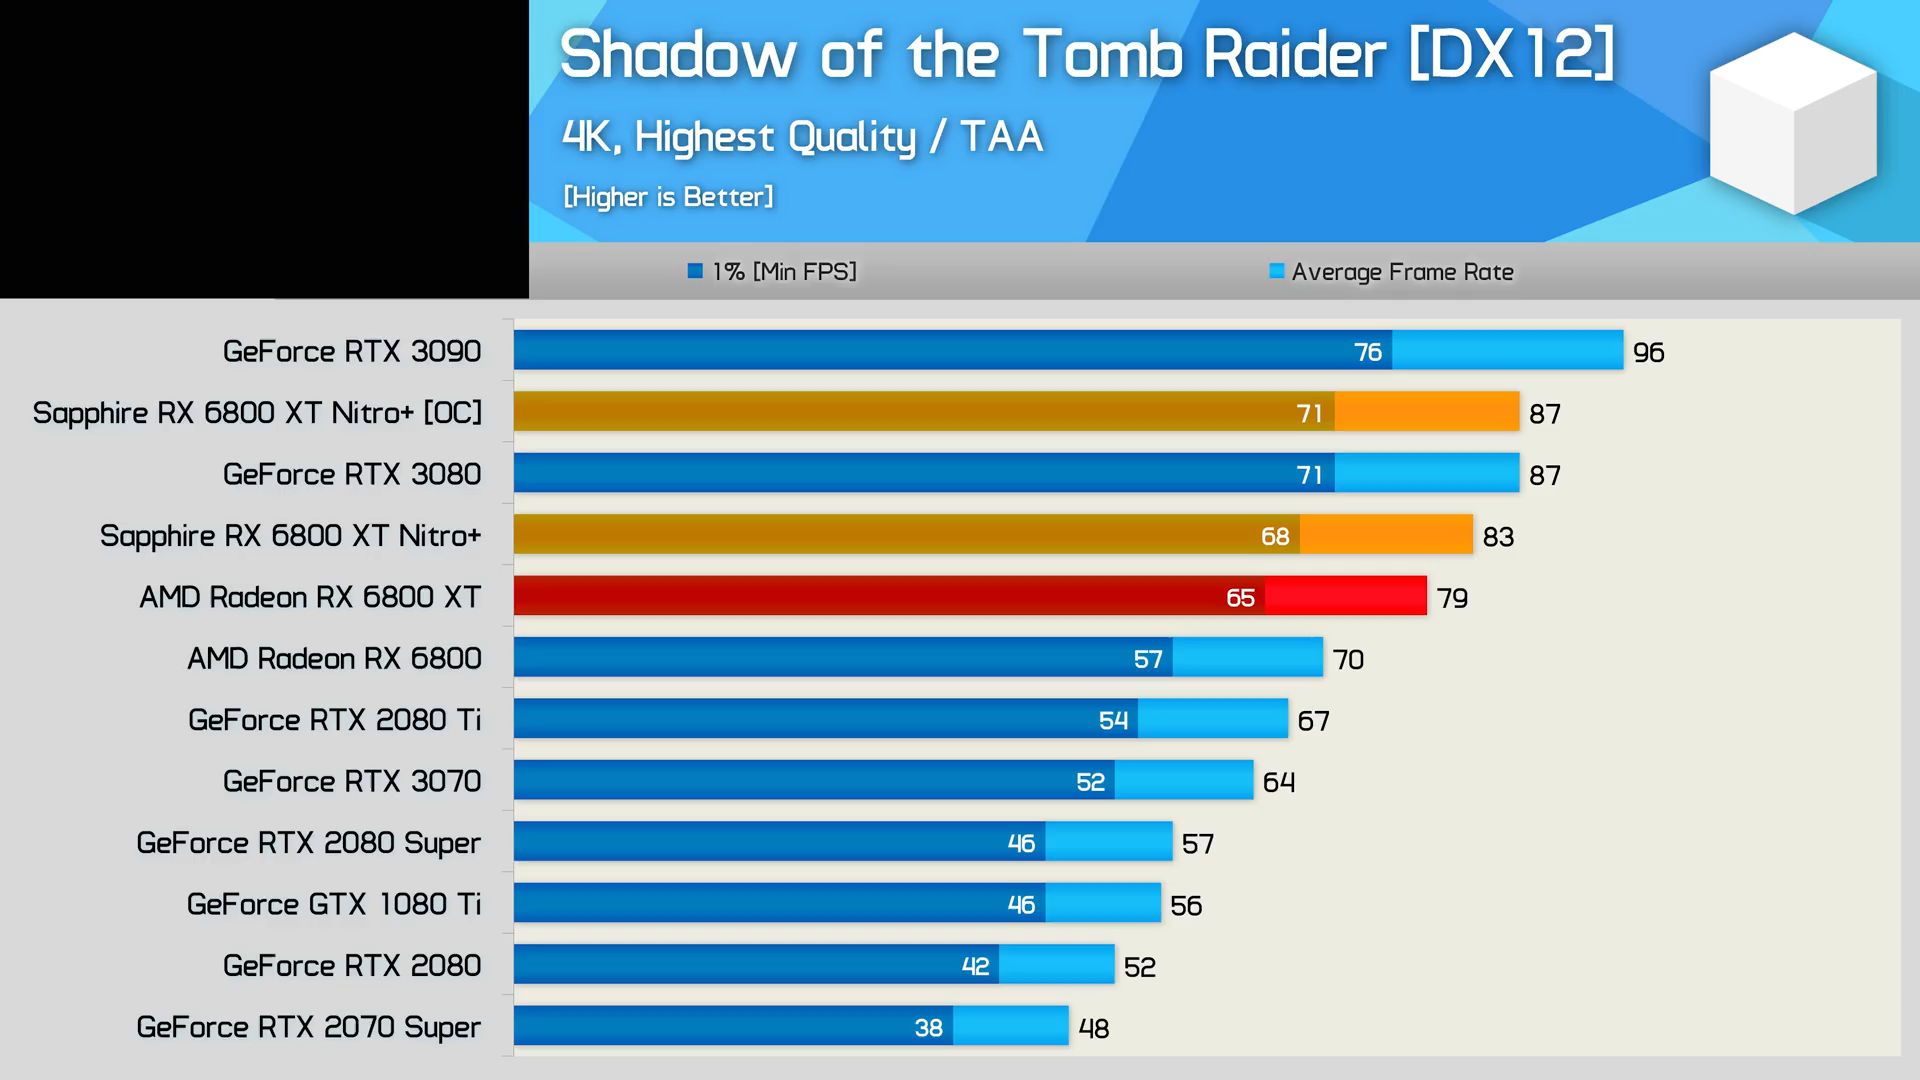 Shadow of the Tomb Raider [DX12]
4K, Highest Quality / TAA
[Higher is Better]
1% [Min FPS] Average Frame Rate
GeForce RTX 3090 76 96
Sapphire RX 6800 XT Nitro+ [OC] 71 87
GeForce RTX 3080 71 87
Sapphire RX 6800 XT Nitro+ 68 83
AMD Radeon RX 6800 XT 65 79
AMD Radeon RX 6800 57 70
GeForce RTX 2080 Ti 54 67
GeForce RTX 3070 52 64
GeForce RTX 2080 Super 46 57
GeForce GTX 1080 Ti 46 56
GeForce RTX 2080 42 52
GeForce RTX 2070 Super 38 48